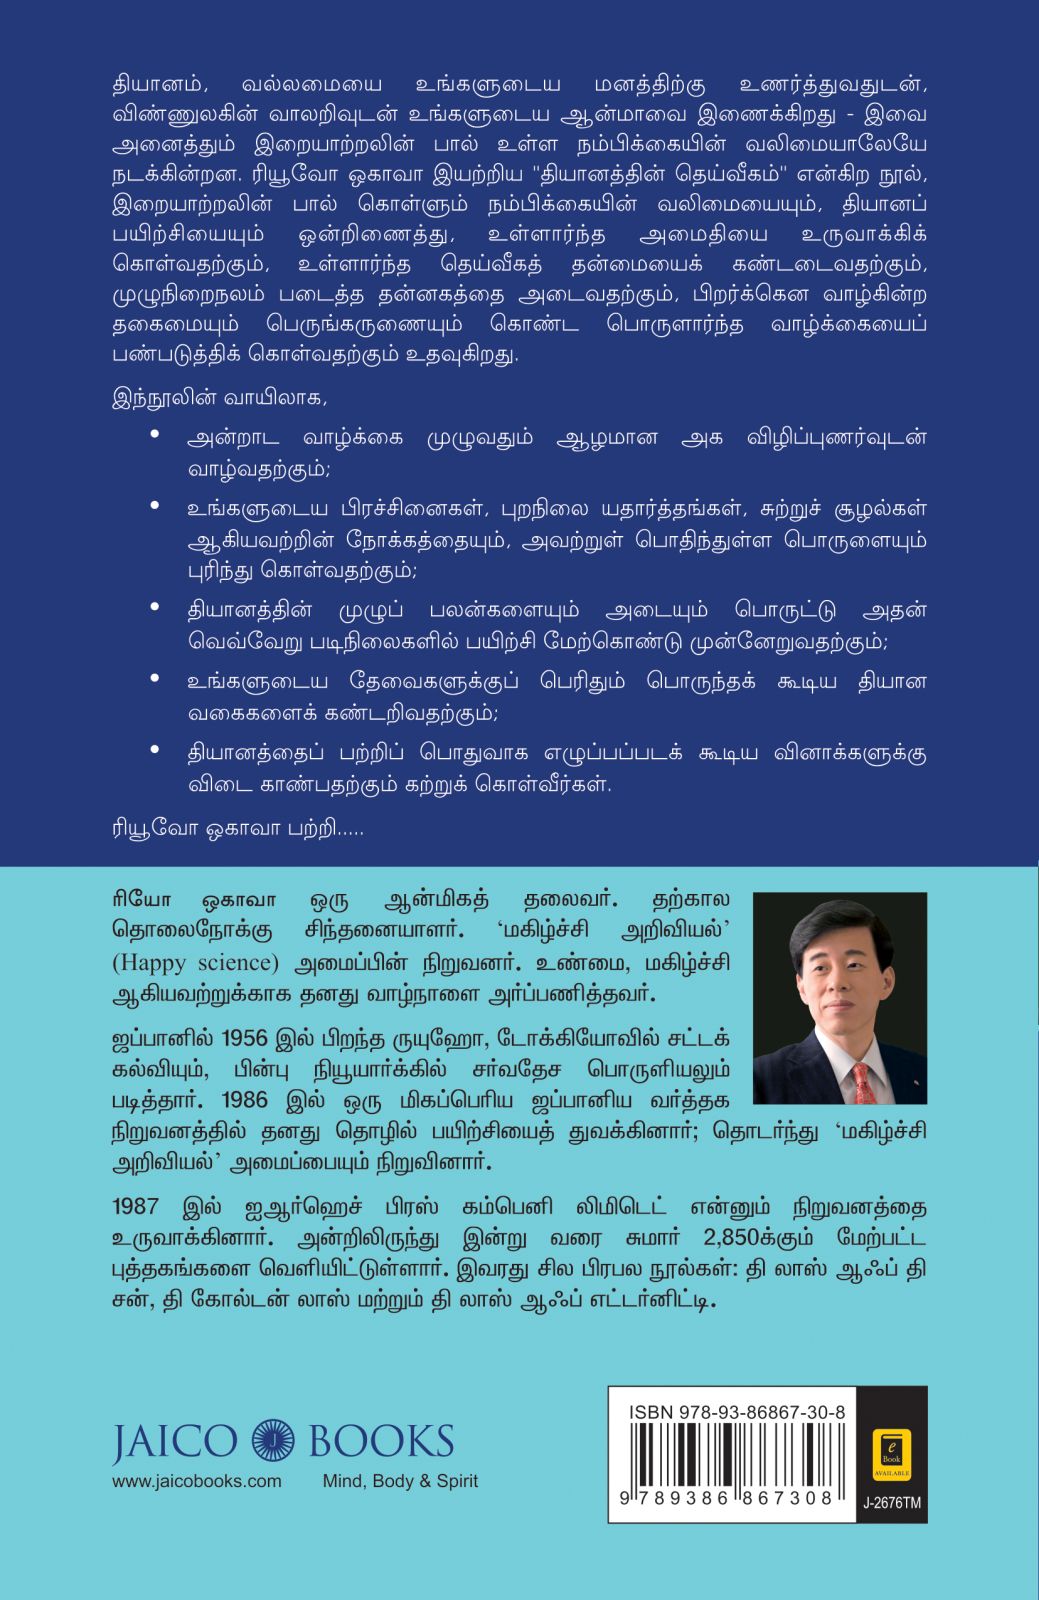 தியானம், வல்லமையை உங்களுடைய மனத்திற்கு உணர்த்துவதுடன்,
விண்ணுலகின் வாலறிவுடன் உங்களுடைய ஆன்மாவை இணைக்கிறது - இவை
அனைத்தும் இறையாற்றலின் பால் உள்ள நம்பிக்கையின் வலிமையாலேயே
நடக்கின்றன. ரியூவோ ஒகாவா இயற்றிய "தியானத்தின் தெய்வீகம்" என்கிற நூல்,
இறையாற்றலின் பால் கொள்ளும் நம்பிக்கையின் வலிமையையும், தியானப்
பயிற்சியையும் ஒன்றிணைத்து, உள்ளார்ந்த அமைதியை உருவாக்கிக்
கொள்வதற்கும், உள்ளார்ந்த தெய்வீகத் தன்மையைக் கண்டடைவதற்கும்,
முழுநிறைநலம் படைத்த தன்னகத்தை அடைவதற்கும், பிறர்க்கென வாழ்கின்ற
தகைமையும் பெருங்கருணையும் கொண்ட பொருளார்ந்த வாழ்க்கையைப்
பண்படுத்திக் கொள்வதற்கும் உதவுகிறது.
இந்நூலின் வாயிலாக,
• அன்றாட வாழ்க்கை முழுவதும் ஆழமான அக விழிப்புணர்வுடன்
வாழ்வதற்கும்;
• உங்களுடைய பிரச்சினைகள், புறநிலை யதார்த்தங்கள், சுற்றுச் சூழல்கள்
ஆகியவற்றின் நோக்கத்தையும், அவற்றுள் பொதிந்துள்ள பொருளையும்
புரிந்து கொள்வதற்கும்;
• தியானத்தின் முழுப் பலன்களையும் அடையும் பொருட்டு அதன்
வெவ்வேறு படிநிலைகளில் பயிற்சி மேற்கொண்டு முன்னேறுவதற்கும்;
• உங்களுடைய தேவைகளுக்குப் பெரிதும் பொருந்தக் கூடிய தியான
வகைகளைக் கண்டறிவதற்கும்;
• தியானத்தைப் பற்றிப் பொதுவாக எழுப்பப்படக் கூடிய வினாக்களுக்கு
விடை காண்பதற்கும் கற்றுக் கொள்வீர்கள்.
ரியூவோ ஒகாவா பற்றி.....
ரியோ ஒகாவா ஒரு ஆன்மிகத் தலைவர். தற்கால
தொலைநோக்கு சிந்தனையாளர். ‘மகிழ்ச்சி அறிவியல்’
(Happy science) அமைப்பின் நிறுவனர். உண்மை, மகிழ்ச்சி
ஆகியவற்றுக்காக தனது வாழ்நாளை அர்ப்பணித்தவர்.
ஜப்பானில் 1956 இல் பிறந்த ருயுஹோ, டோக்கியோவில் சட்டக்
கல்வியும், பின்பு நியூயார்க்கில் சர்வதேச பொருளியலும்
படித்தார். 1986 இல் ஒரு மிகப்பெரிய ஜப்பானிய வர்த்தக
நிறுவனத்தில் தனது தொழில் பயிற்சியைத் துவக்கினார்; தொடர்ந்து ‘மகிழ்ச்சி
அறிவியல்’ அமைப்பையும் நிறுவினார்.
1987 இல் ஐஆர்ஹெச் பிரஸ் கம்பெனி லிமிடெட் என்னும் நிறுவனத்தை
உருவாக்கினார். அன்றிலிருந்து இன்று வரை சுமார் 2,850க்கும் மேற்பட்ட
புத்தகங்களை வெளியிட்டுள்ளார். இவரது சில பிரபல நூல்கள்: தி லாஸ் ஆஃப் தி
சன், தி கோல்டன் லாஸ் மற்றும் தி லாஸ் ஆஃப் எட்டர்னிட்டி.
JAICO J BOOKS
www.jaicobooks.com Mind, Body & Spirit
ISBN 978-93-86867-30-8
9 789386 867308
e
Book
AVAILABLE
J-2676TM